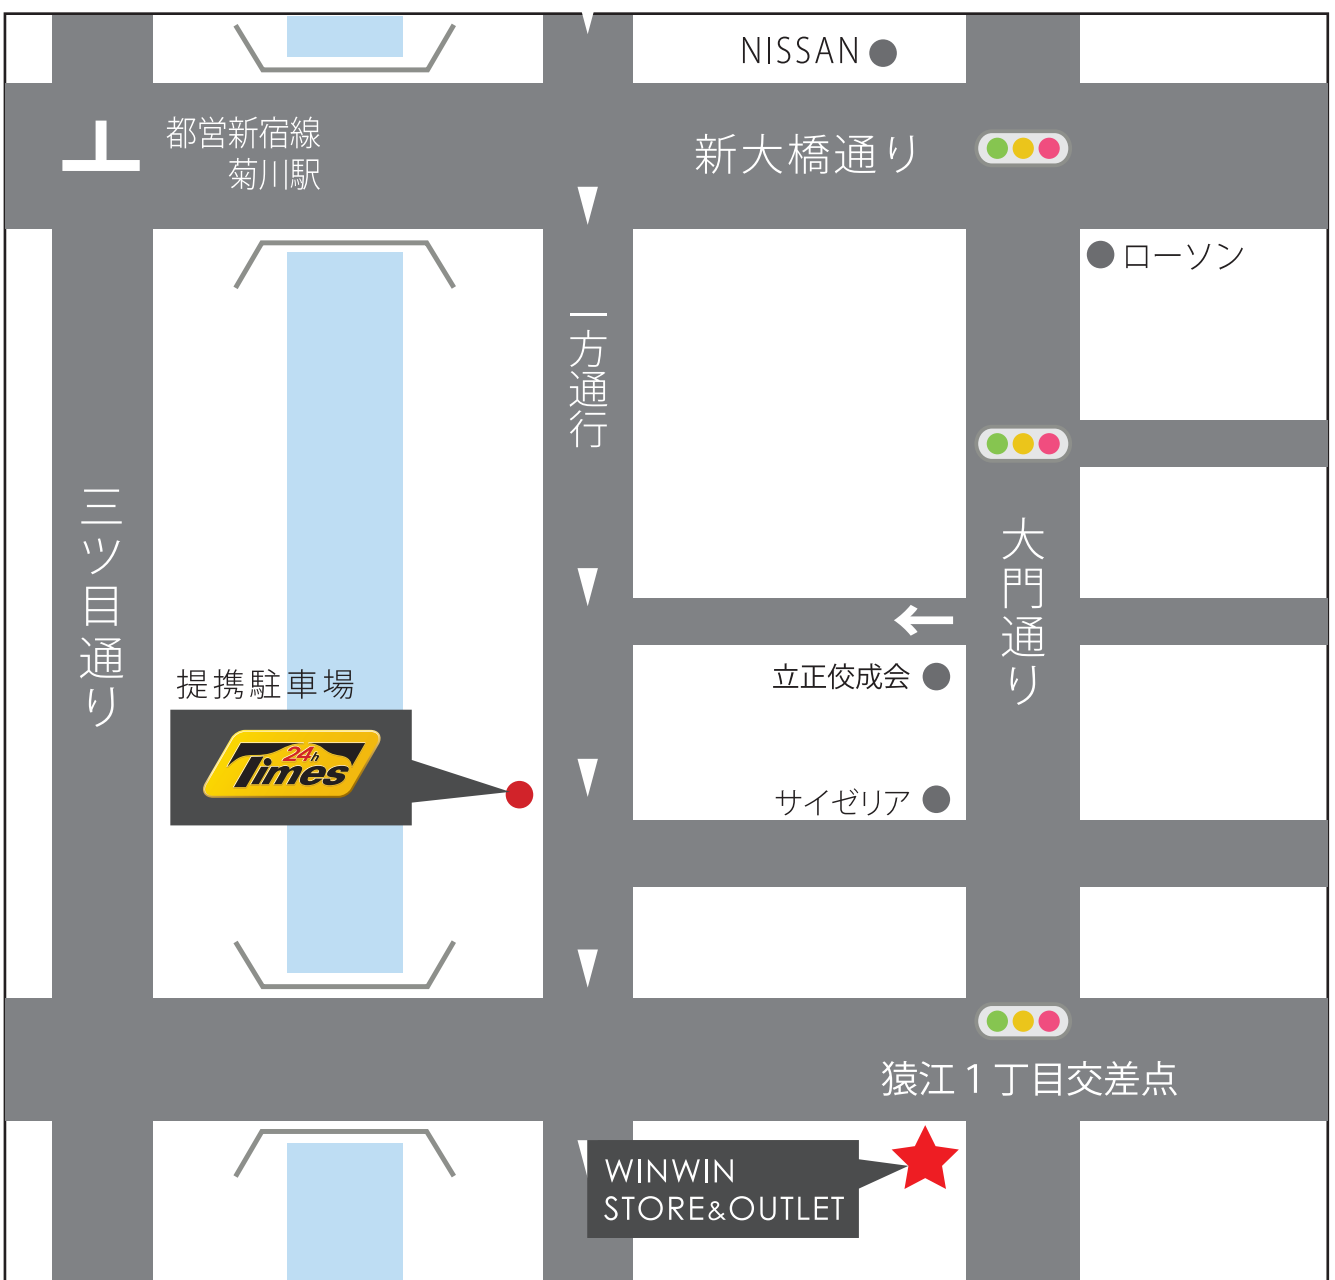 NISSAN
都営新宿線
菊川駅
新大橋通り
ローソン
一方通行
三ツ目通り
大門通り
立正佼成会
提携駐車場
24h
Times
サイゼリア
猿江1丁目交差点
WINWIN
STORE&OUTLET